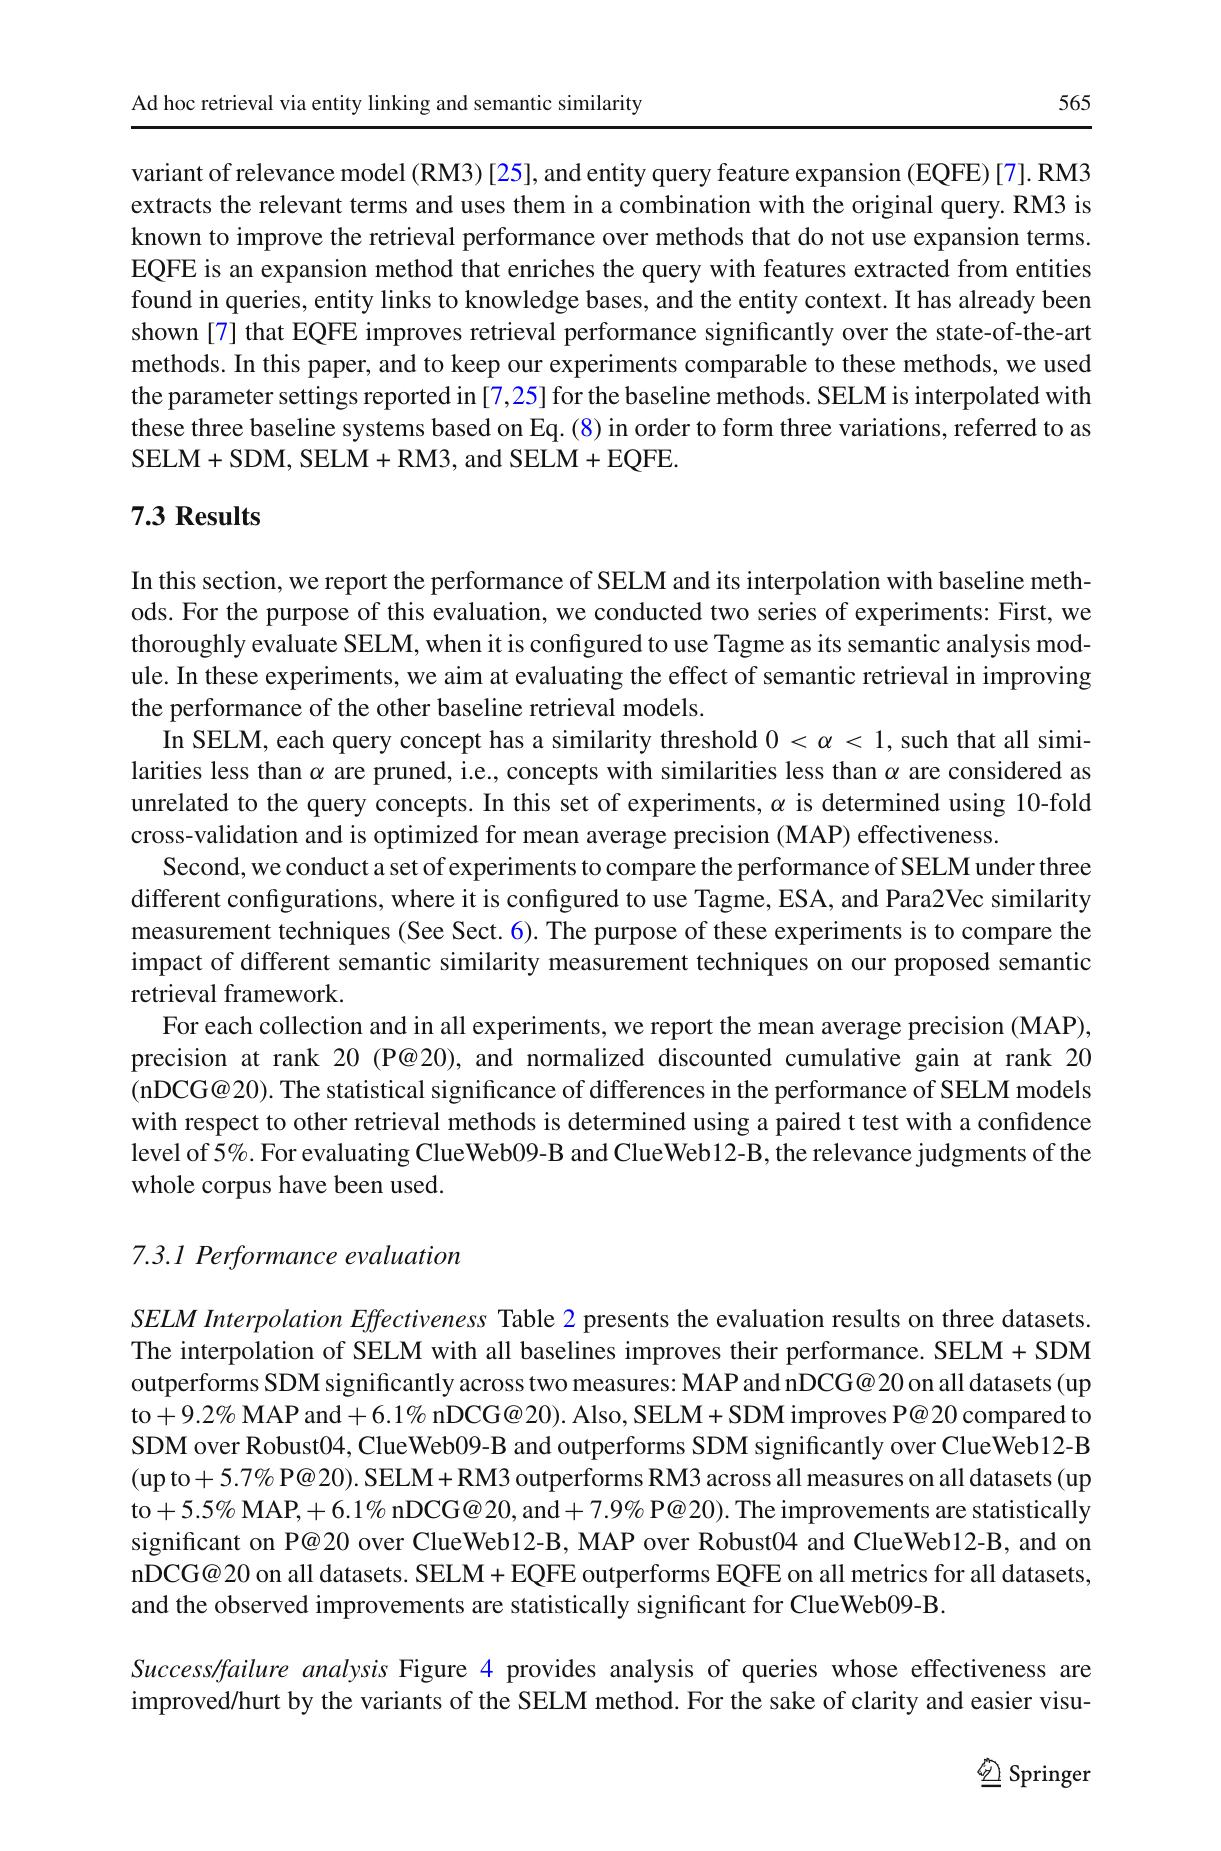 Ad hoc retrieval via entity linking and semantic similarity 565
variant of relevance model (RM3) [25], and entity query feature expansion (EQFE) [7]. RM3
extracts the relevant terms and uses them in a combination with the original query. RM3 is
known to improve the retrieval performance over methods that do not use expansion terms.
EQFE is an expansion method that enriches the query with features extracted from entities
found in queries, entity links to knowledge bases, and the entity context. It has already been
shown [7] that EQFE improves retrieval performance significantly over the state-of-the-art
methods. In this paper, and to keep our experiments comparable to these methods, we used
the parameter settings reported in [7,25] for the baseline methods. SELM is interpolated with
these three baseline systems based on Eq. (8) in order to form three variations, referred to as
SELM + SDM, SELM + RM3, and SELM + EQFE.
7.3 Results
In this section, we report the performance of SELM and its interpolation with baseline meth-
ods. For the purpose of this evaluation, we conducted two series of experiments: First, we
thoroughly evaluate SELM, when it is configured to use Tagme as its semantic analysis mod-
ule. In these experiments, we aim at evaluating the effect of semantic retrieval in improving
the performance of the other baseline retrieval models.
In SELM, each query concept has a similarity threshold 0 < α < 1, such that all simi-
larities less than α are pruned, i.e., concepts with similarities less than α are considered as
unrelated to the query concepts. In this set of experiments, α is determined using 10-fold
cross-validation and is optimized for mean average precision (MAP) effectiveness.
Second, we conduct a set of experiments to compare the performance of SELM under three
different configurations, where it is configured to use Tagme, ESA, and Para2Vec similarity
measurement techniques (See Sect. 6). The purpose of these experiments is to compare the
impact of different semantic similarity measurement techniques on our proposed semantic
retrieval framework.
For each collection and in all experiments, we report the mean average precision (MAP),
precision at rank 20 (P@20), and normalized discounted cumulative gain at rank 20
(nDCG@20). The statistical significance of differences in the performance of SELM models
with respect to other retrieval methods is determined using a paired t test with a confidence
level of 5%. For evaluating ClueWeb09-B and ClueWeb12-B, the relevance judgments of the
whole corpus have been used.
7.3.1 Performance evaluation
SELM Interpolation Effectiveness Table 2 presents the evaluation results on three datasets.
The interpolation of SELM with all baselines improves their performance. SELM + SDM
outperforms SDM significantly across two measures: MAP and nDCG@20 on all datasets (up
to + 9.2% MAP and + 6.1% nDCG@20). Also, SELM + SDM improves P@20 compared to
SDM over Robust04, ClueWeb09-B and outperforms SDM significantly over ClueWeb12-B
(up to + 5.7% P@20). SELM + RM3 outperforms RM3 across all measures on all datasets (up
to + 5.5% MAP, + 6.1% nDCG@20, and + 7.9% P@20). The improvements are statistically
significant on P@20 over ClueWeb12-B, MAP over Robust04 and ClueWeb12-B, and on
nDCG@20 on all datasets. SELM + EQFE outperforms EQFE on all metrics for all datasets,
and the observed improvements are statistically significant for ClueWeb09-B.
Success/failure analysis Figure 4 provides analysis of queries whose effectiveness are
improved/hurt by the variants of the SELM method. For the sake of clarity and easier visu-
Springer